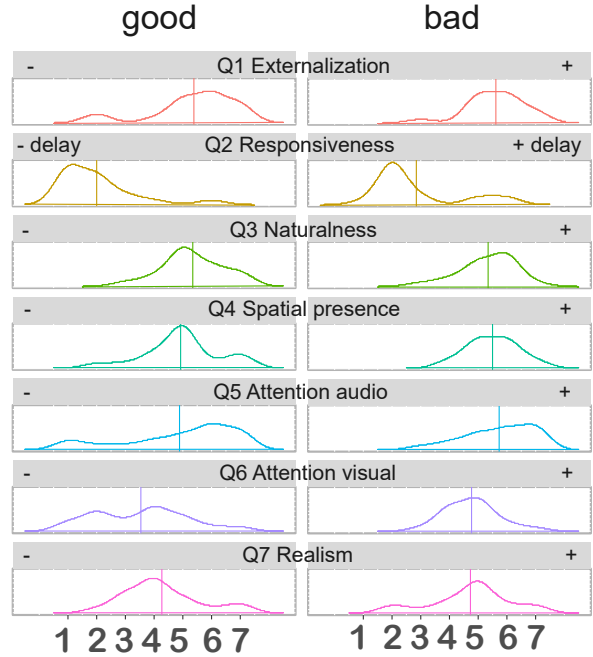 good bad
- Q1 Externalization +
- delay Q2 Responsiveness + delay
- Q3 Naturalness +
- Q4 Spatial presence +
- Q5 Attention audio +
- Q6 Attention visual +
- Q7 Realism +
1 2 3 4 5 6 7 1 2 3 4 5 6 7